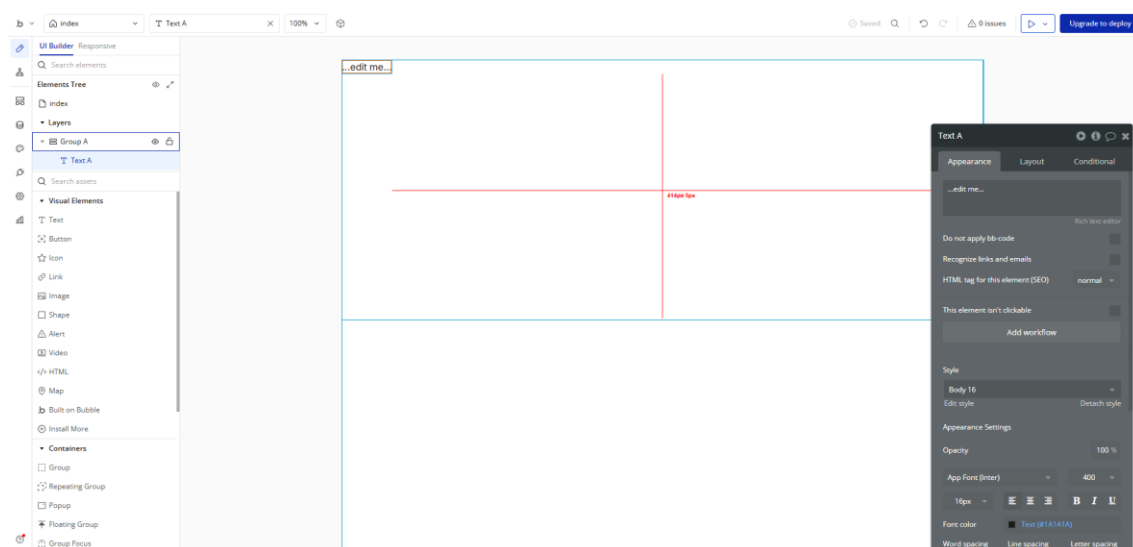 index
Text A
100%
Saved
0 issues
Upgrade to deploy
UI Builder Responsive
Search elements
Elements Tree
index
Layers
Group A
Text A
Search assets
Visual Elements
Text
Button
Icon
Link
Image
Shape
Alert
Video
</> HTML
Map
Built on Bubble
Install More
Containers
Group
Repeating Group
Popup
Floating Group
Group Focus
...edit me...
414px 5px
Text A
Appearance Layout Conditional
...edit me...
Rich text editor
Do not apply bb-code
Recognize links and emails
HTML tag for this element (SEO) normal
This element isn't clickable
Add workflow
Style
Body 16
Edit style Detach style
Appearance Settings
Opacity 100 %
App Font (Inter) 400
16px B I U
Font color Text (#1A1A1A)
Word spacing Line spacing Letter spacing